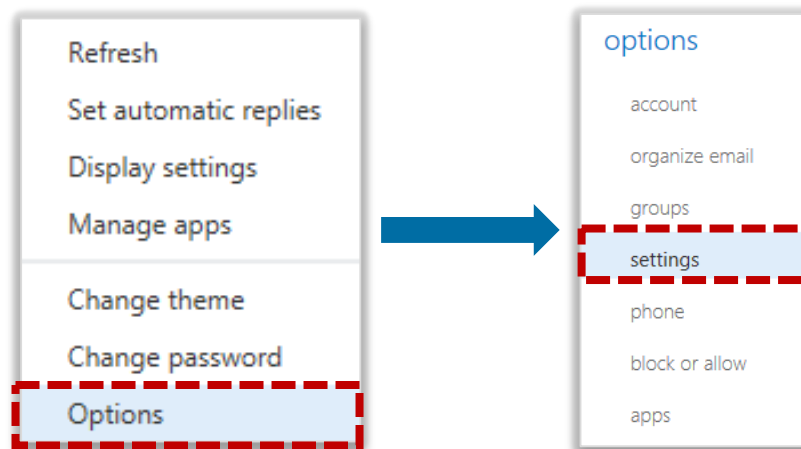 Refresh
Set automatic replies
Display settings
Manage apps
Change theme
Change password
Options
options
account
organize email
groups
settings
phone
block or allow
apps